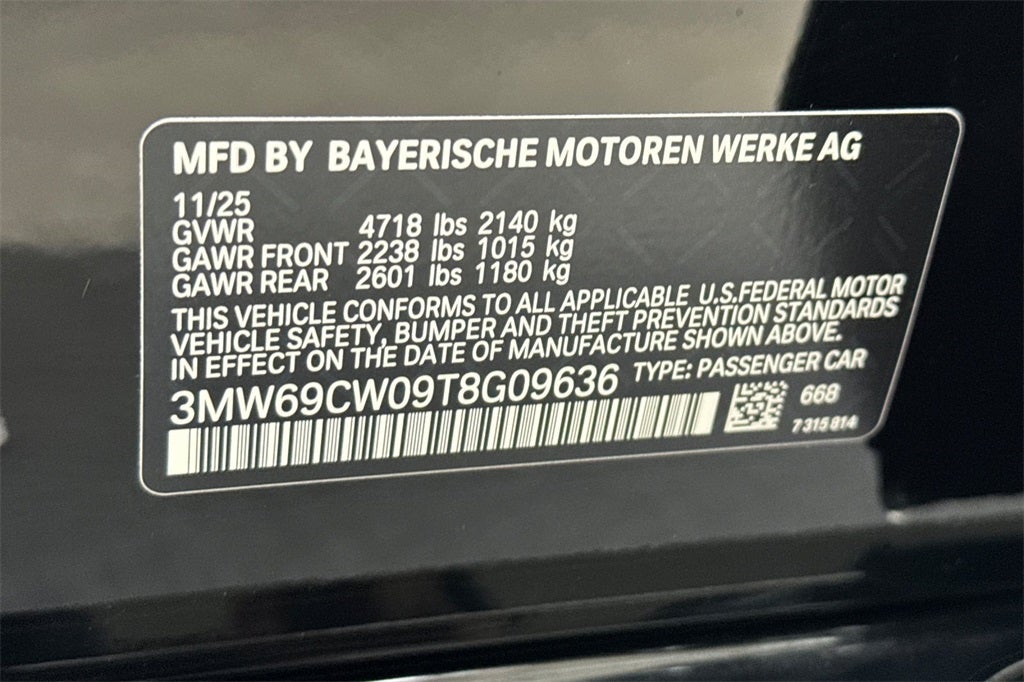 MFD BY BAYERISCHE MOTOREN WERKE AG
11/25
GVWR 4718 lbs 2140 kg
GAWR FRONT 2238 lbs 1015 kg
GAWR REAR 2601 lbs 1180 kg
THIS VEHICLE CONFORMS TO ALL APPLICABLE U.S.FEDERAL MOTOR
VEHICLE SAFETY, BUMPER AND THEFT PREVENTION STANDARDS
IN EFFECT ON THE DATE OF MANUFACTURE SHOWN ABOVE.
3MW69CW09T8G09636 TYPE: PASSENGER CAR
668
7 315 814